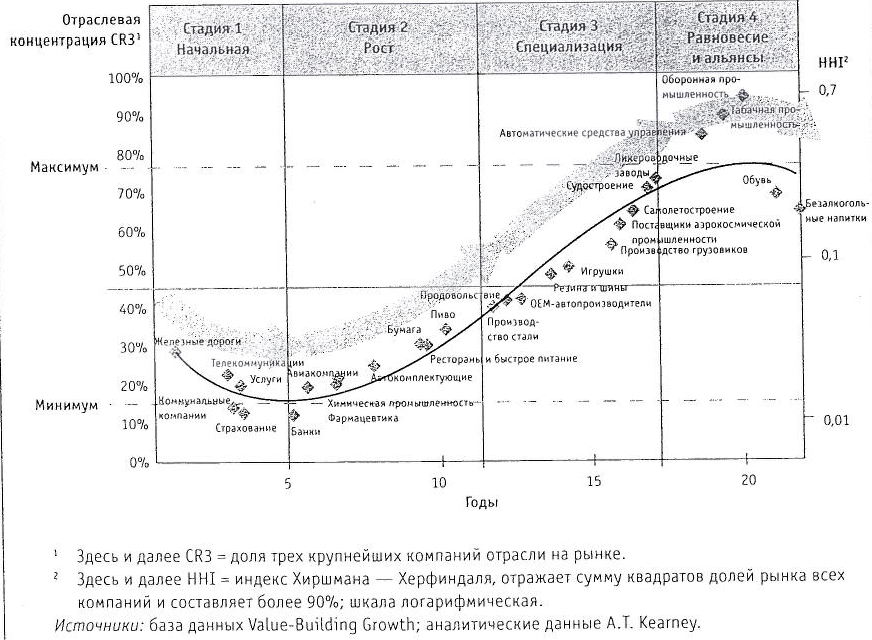 Отраслевая
концентрация CR3¹
Стадия 1
Начальная
Стадия 2
Рост
Стадия 3
Специализация
Стадия 4
Равновесие
и альянсы
HHI²
100%
90%
80%
70%
60%
50%
40%
30%
20%
10%
0%
Максимум
Минимум
0,7
0,1
0,01
Оборонная про-
мышленность
Табачная про-
мышленность
Автоматические средства управления
Ликероводочные
заводы
Судостроение
Обувь
Безалкоголь-
ные напитки
Самолетостроение
Поставщики аэрокосмической
промышленности
Производство грузовиков
Игрушки
Резина и шины
Продовольствие
OEM-автопроизводители
Пиво
Производ-
ство стали
Бумага
Рестораны и быстрое питание
Железные дороги
Телекоммуникации
Услуги
Авиакомпании
Автокомплектующие
Коммунальные
компании
Химическая промышленность
Фармацевтика
Страхование
Банки
5
10
15
20
Годы
¹ Здесь и далее CR3 = доля трех крупнейших компаний отрасли на рынке.
² Здесь и далее HHI = индекс Хиршмана — Херфиндаля, отражает сумму квадратов долей рынка всех
компаний и составляет более 90%; шкала логарифмическая.
Источники: база данных Value-Building Growth; аналитические данные A.T. Kearney.